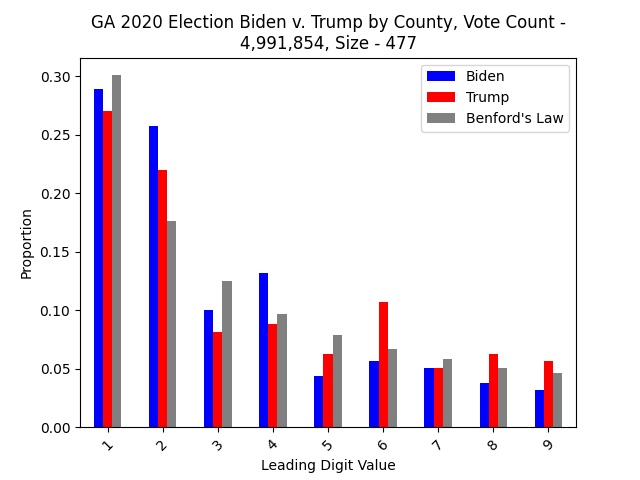 GA 2020 Election Biden v. Trump by County, Vote Count -
4,991,854, Size - 477
Biden
Trump
Benford's Law
0.30
0.25
0.20
0.15
0.10
0.05
0.00
Proportion
1 2 3 4 5 6 7 8 9
Leading Digit Value